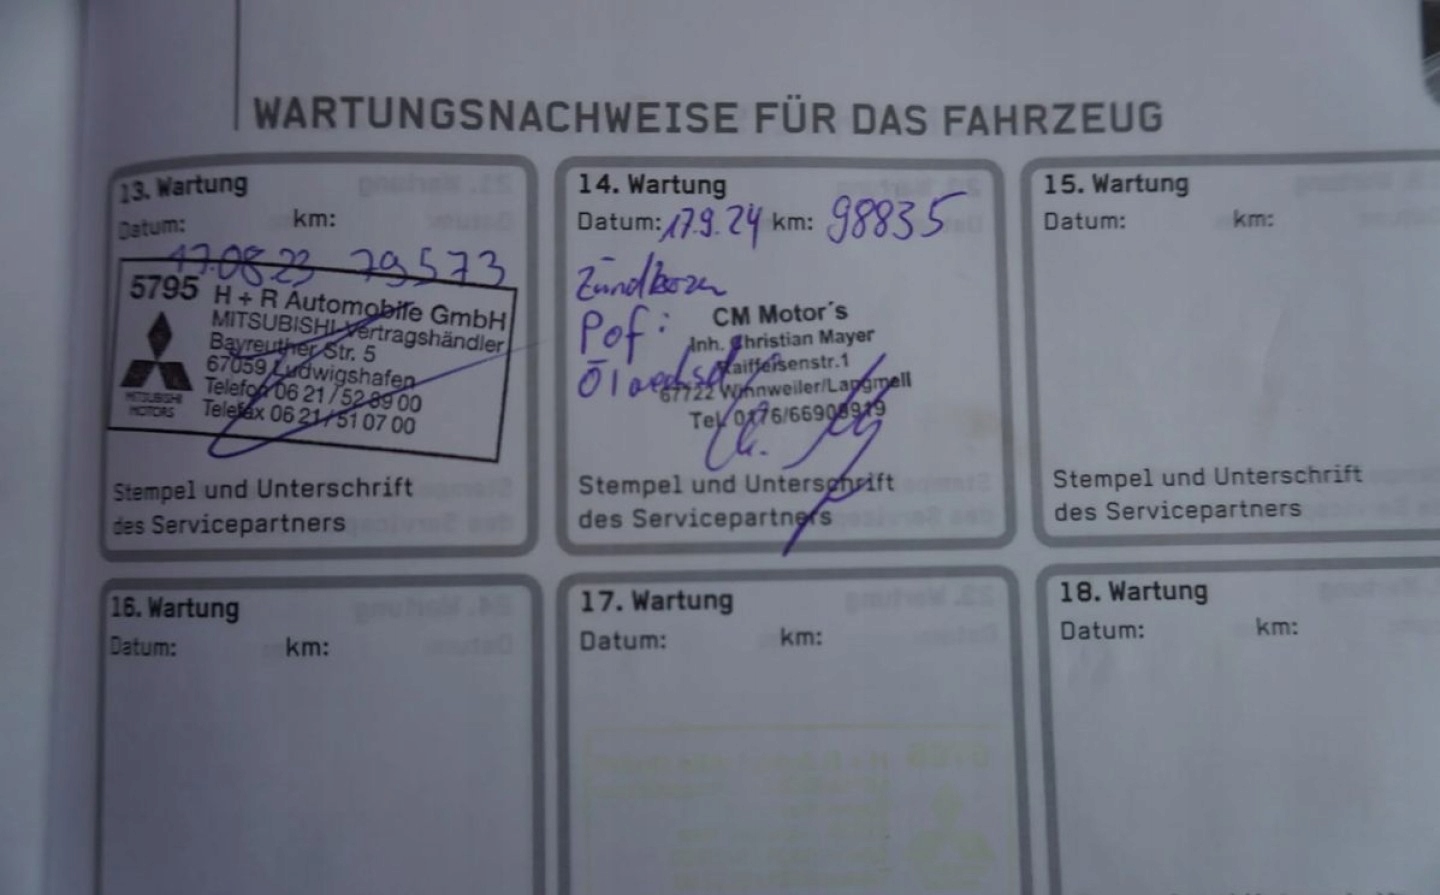 WARTUNGSNACHWEISE FÜR DAS FAHRZEUG
13. Wartung
Datum: km:
17.08.23 79573
5795 H + R Automobile GmbH
MITSUBISHI-Vertragshändler
Bayreuther Str. 5
67059 Ludwigshafen
Telefon 06 21 / 52 89 00
Telefax 06 21 / 51 07 00
MITSUBISHI
MOTORS
Stempel und Unterschrift
des Servicepartners
14. Wartung
Datum: 17.9.24 km: 98835
Zündkerzen
Ölwechsel
CM Motor´s
Inh. Christian Mayer
Raiffeisenstr.1
67722 Winnweiler/Langmeil
Tel. 0176/66908919
Stempel und Unterschrift
des Servicepartners
15. Wartung
Datum: km:
Stempel und Unterschrift
des Servicepartners
16. Wartung
Datum: km:
17. Wartung
Datum: km:
18. Wartung
Datum: km: